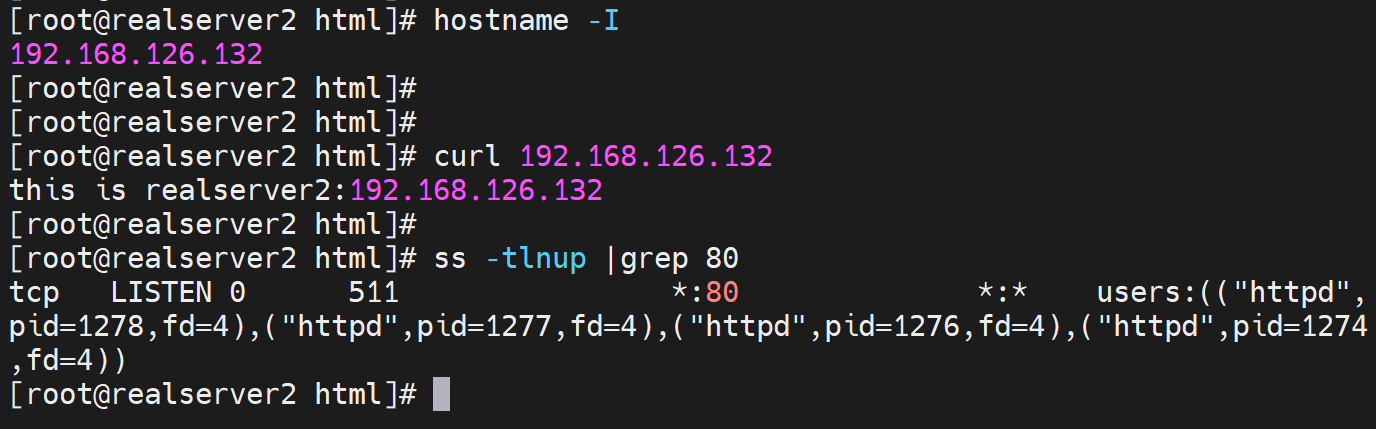 [root@realserver2 html]# hostname -I
192.168.126.132
[root@realserver2 html]#
[root@realserver2 html]#
[root@realserver2 html]# curl 192.168.126.132
this is realserver2:192.168.126.132
[root@realserver2 html]#
[root@realserver2 html]# ss -tlnup |grep 80
tcp   LISTEN 0      511                *:80              *:*    users:(("httpd",
pid=1278,fd=4),("httpd",pid=1277,fd=4),("httpd",pid=1276,fd=4),("httpd",pid=1274
,fd=4))
[root@realserver2 html]#